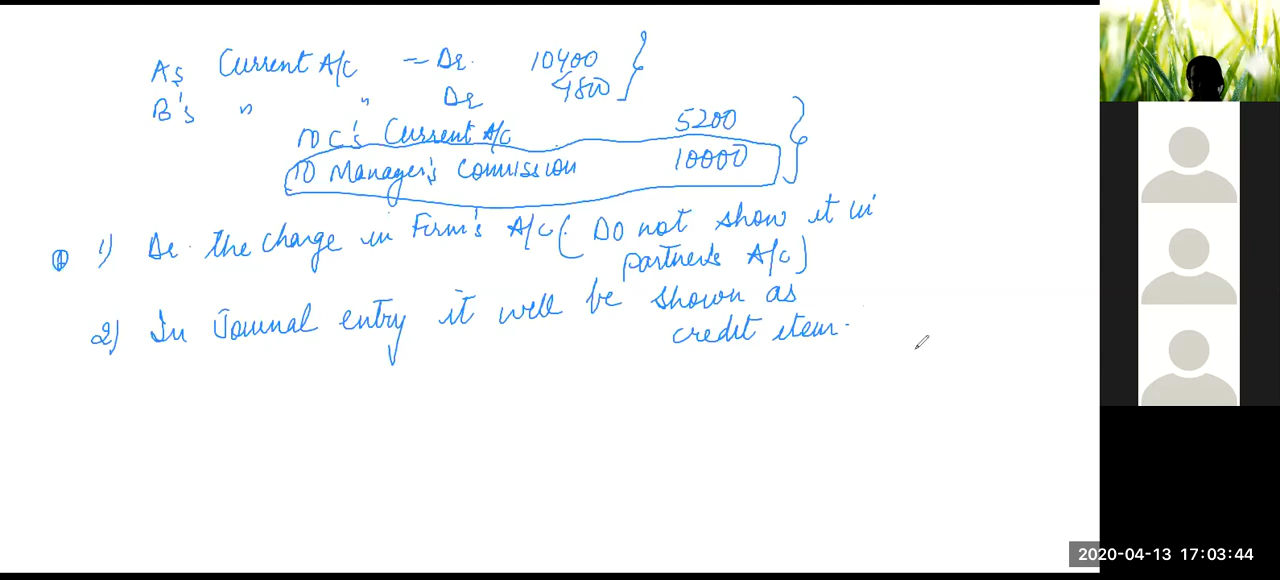 A's Current A/c - Dr. 10400
B's " " Dr 4800
To C's Current A/c 5200
To Manager's Commission 10000
1) Dr. the charge in Firm's A/c (Do not show it in
partner's A/c)
2) In Journal entry it will be shown as
credit item.
2020-04-13 17:03:44